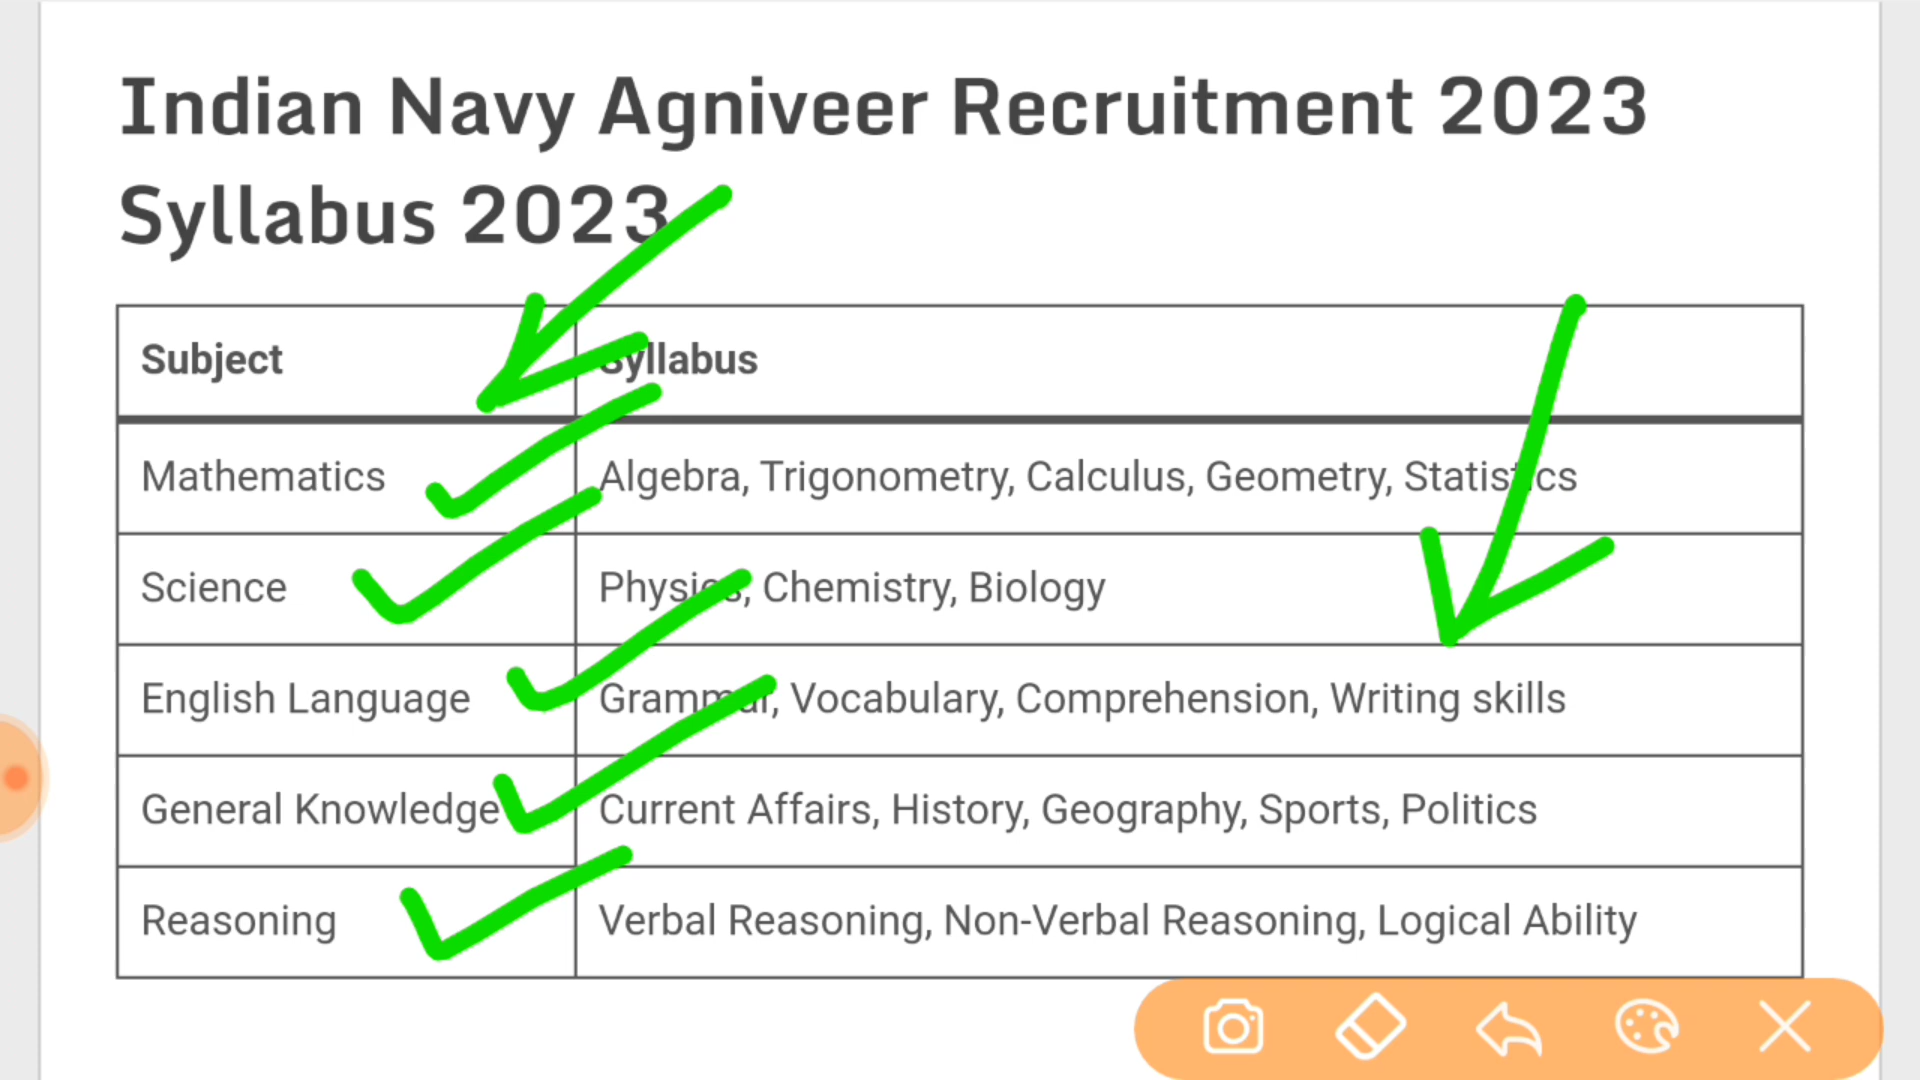 Indian Navy Agniveer Recruitment 2023
Syllabus 2023
Subject Syllabus
Mathematics Algebra, Trigonometry, Calculus, Geometry, Statistics
Science Physics, Chemistry, Biology
English Language Grammar, Vocabulary, Comprehension, Writing skills
General Knowledge Current Affairs, History, Geography, Sports, Politics
Reasoning Verbal Reasoning, Non-Verbal Reasoning, Logical Ability